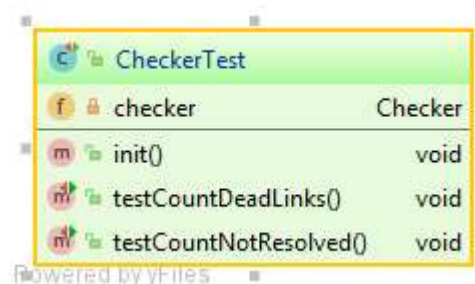 CheckerTest
checker Checker
init() void
testCountDeadLinks() void
testCountNotResolved() void
Powered by yFiles